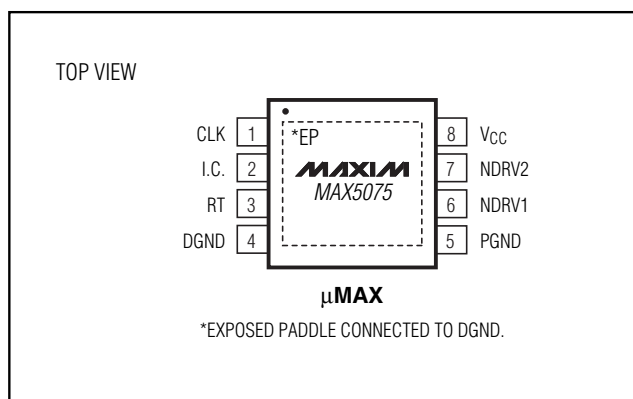 TOP VIEW
CLK 1 *EP 8 VCC
I.C. 2 MAXIM 7 NDRV2
MAX5075
RT 3 6 NDRV1
DGND 4 5 PGND
µMAX
*EXPOSED PADDLE CONNECTED TO DGND.